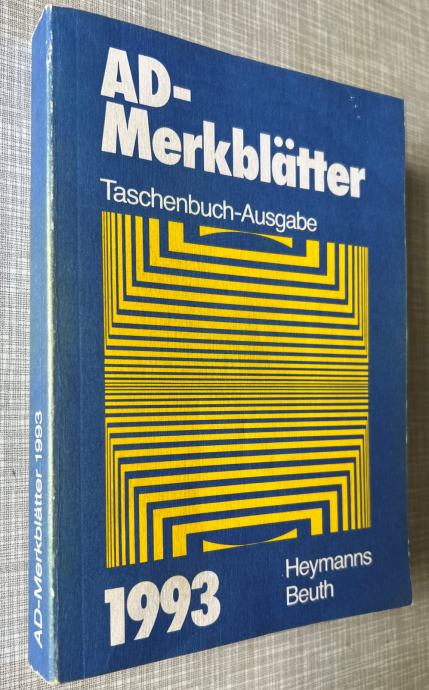 AD-
Merkblätter
Taschenbuch-Ausgabe
1993
Heymanns
Beuth
AD-Merkblätter 1993